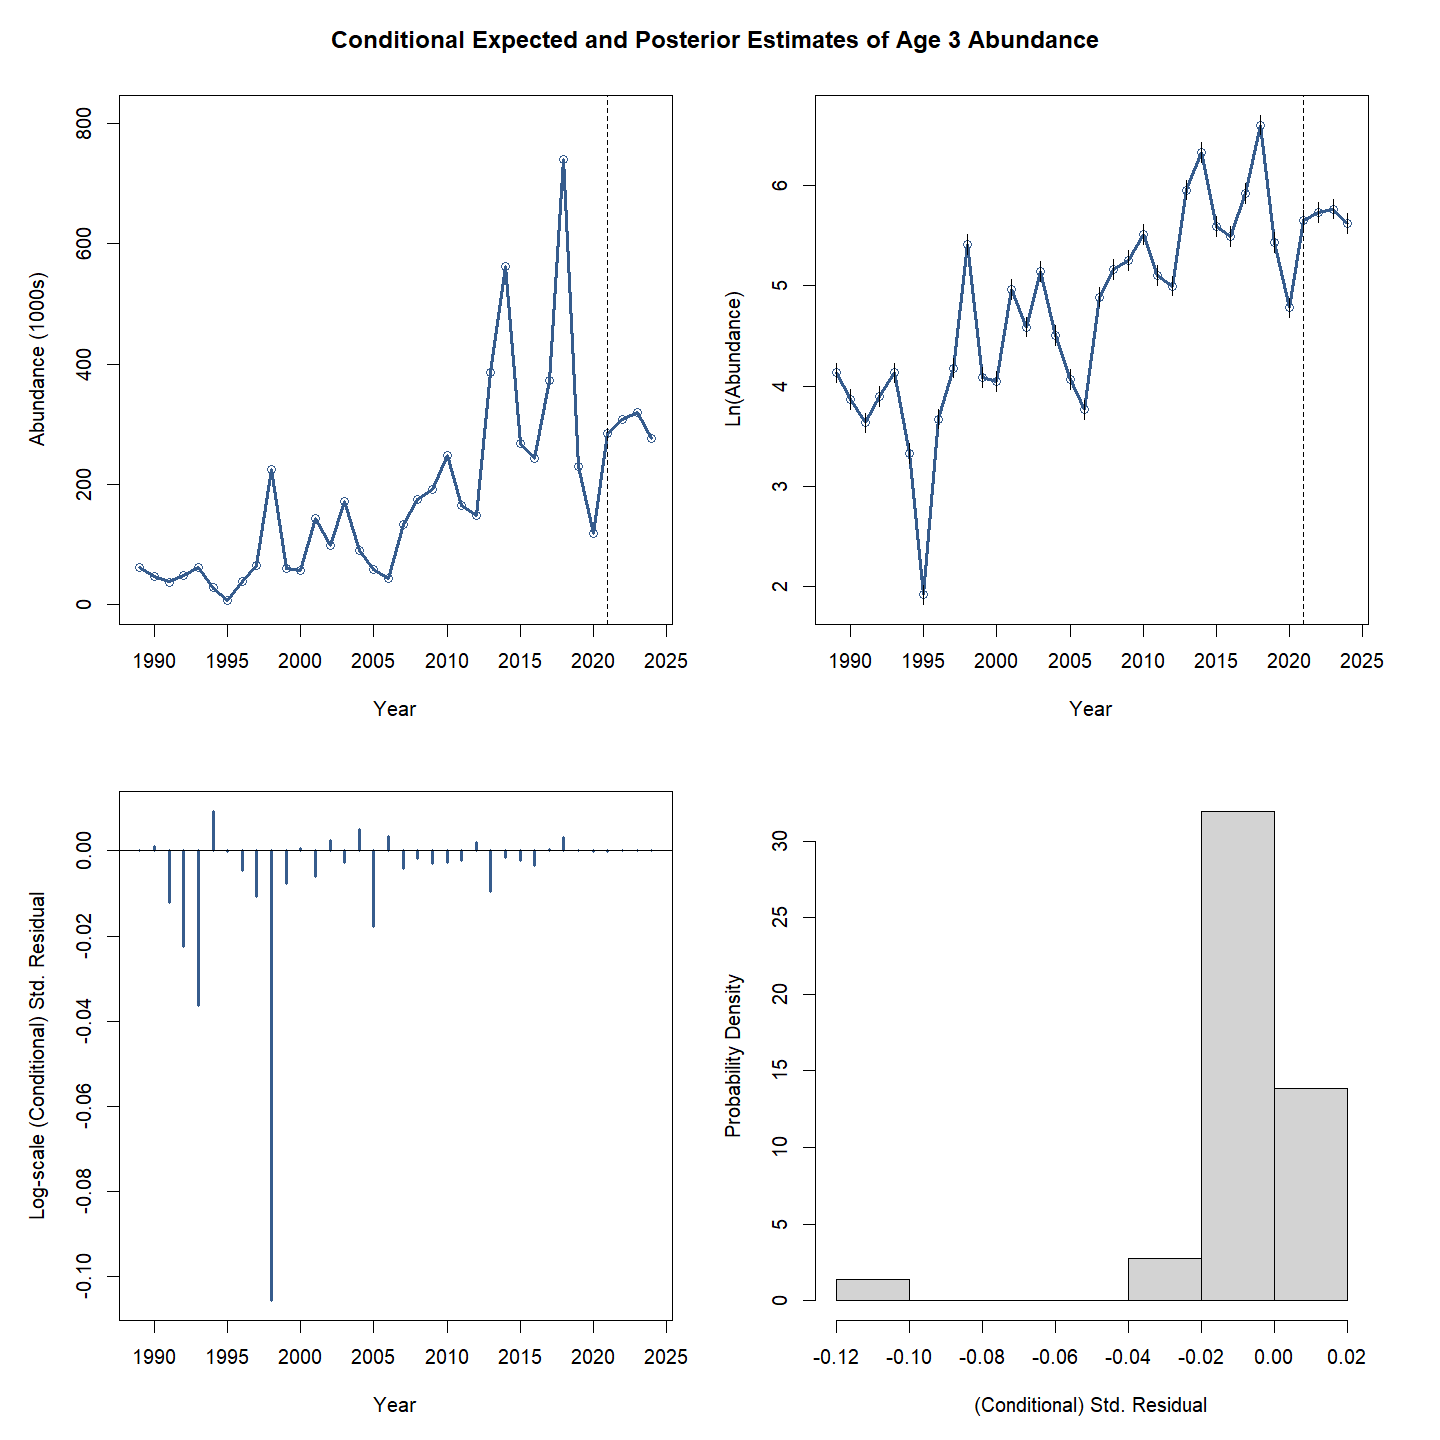 Conditional Expected and Posterior Estimates of Age 3 Abundance
Abundance (1000s)
800
600
400
200
0
1990 1995 2000 2005 2010 2015 2020 2025
Year
Ln(Abundance)
6
5
4
3
2
1990 1995 2000 2005 2010 2015 2020 2025
Year
Log-scale (Conditional) Std. Residual
0.00
-0.02
-0.04
-0.06
-0.08
-0.10
1990 1995 2000 2005 2010 2015 2020 2025
Year
Probability Density
30
25
20
15
10
5
0
-0.12 -0.10 -0.08 -0.06 -0.04 -0.02 0.00 0.02
(Conditional) Std. Residual